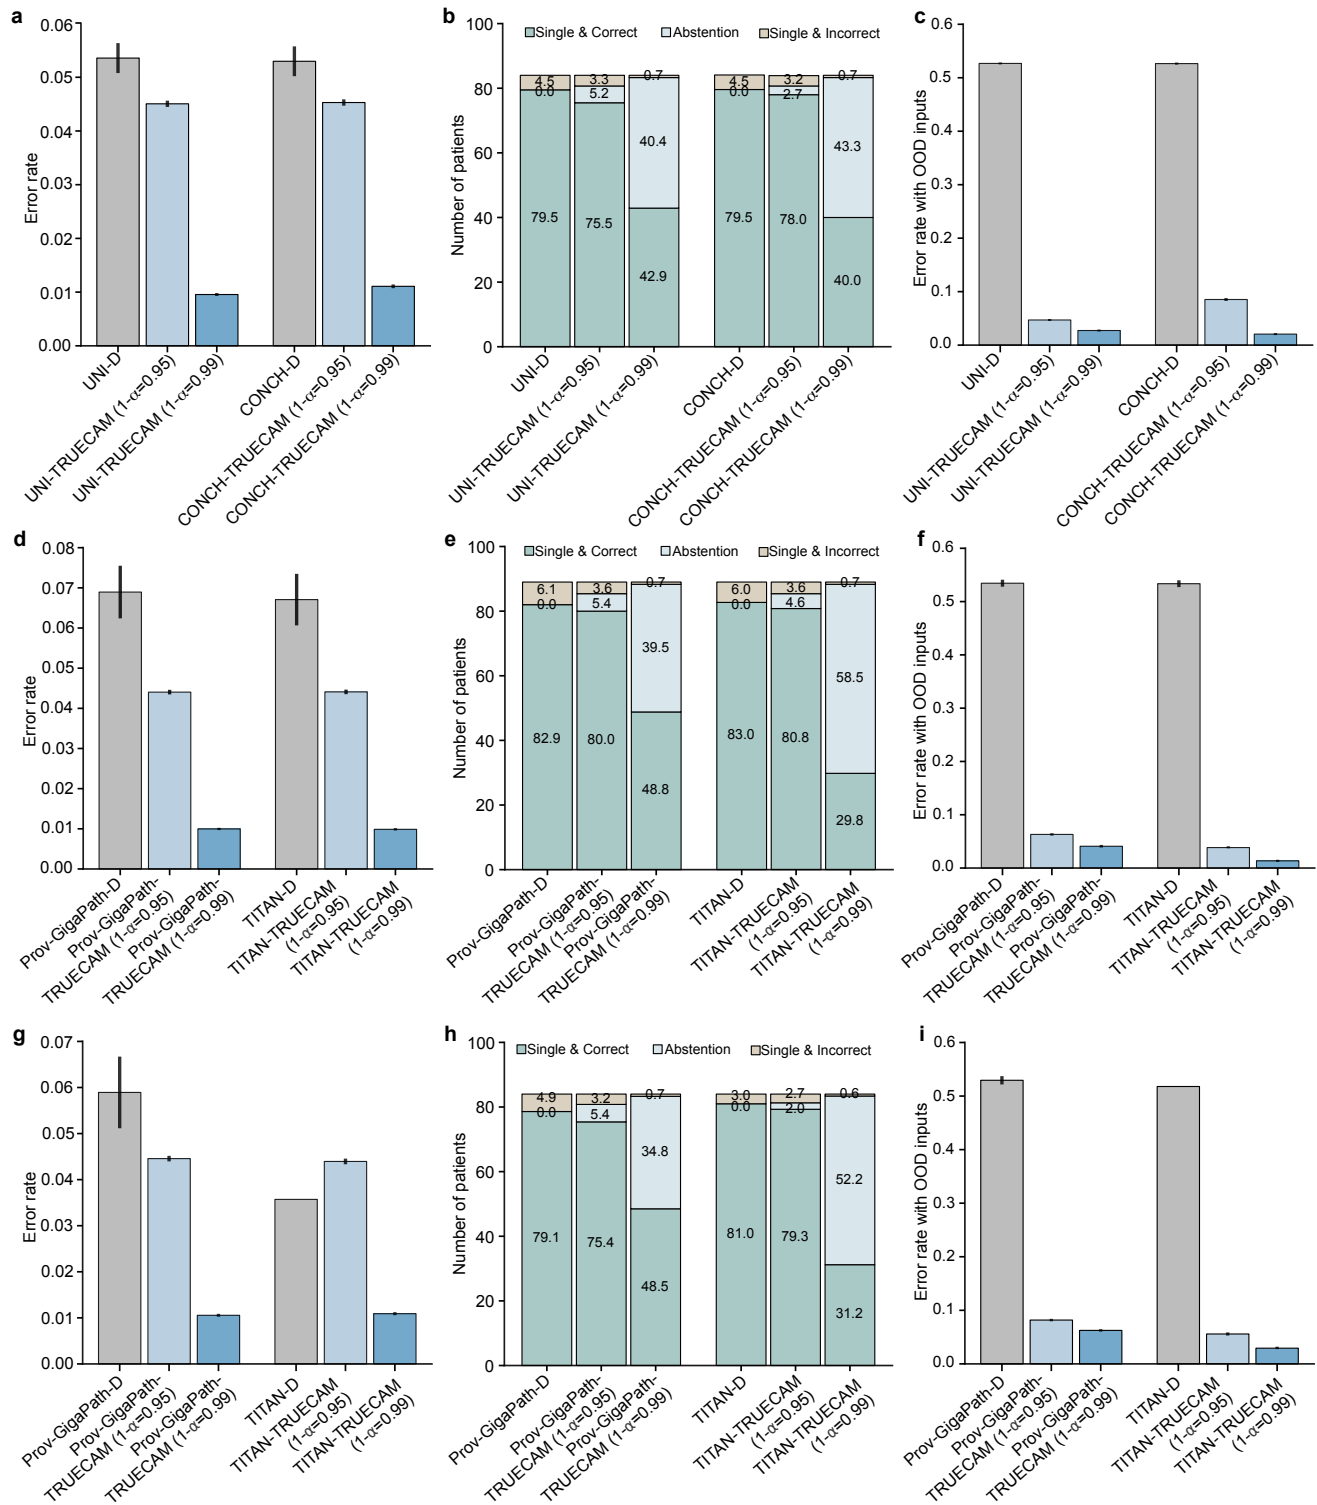 a
0.06
0.05
0.04
0.03
0.02
0.01
0.00
Error rate
UNI-D
UNI-TRUECAM (1-α=0.95)
UNI-TRUECAM (1-α=0.99)
CONCH-D
CONCH-TRUECAM (1-α=0.95)
CONCH-TRUECAM (1-α=0.99)
b
Single & Correct Abstention Single & Incorrect
100
80
60
40
20
0
Number of patients
4.5 3.3 0.7 4.5 3.2 0.7
0.0 5.2 40.4 0.0 2.7 43.3
79.5 75.5 42.9 79.5 78.0 40.0
UNI-D
UNI-TRUECAM (1-α=0.95)
UNI-TRUECAM (1-α=0.99)
CONCH-D
CONCH-TRUECAM (1-α=0.95)
CONCH-TRUECAM (1-α=0.99)
c
0.6
0.5
0.3
0.2
0.1
0.0
Error rate with OOD inputs
UNI-D
UNI-TRUECAM (1-α=0.95)
UNI-TRUECAM (1-α=0.99)
CONCH-D
CONCH-TRUECAM (1-α=0.95)
CONCH-TRUECAM (1-α=0.99)
d
0.08
0.07
0.06
0.05
0.04
0.03
0.01
0.00
Error rate
Prov-GigaPath-D
Prov-GigaPath-
TRUECAM (1-α=0.95)
Prov-GigaPath-
TRUECAM (1-α=0.99)
TITAN-D
TITAN-TRUECAM
(1-α=0.95)
TITAN-TRUECAM
(1-α=0.99)
e
Single & Correct Abstention Single & Incorrect
100
80
60
40
20
0
Number of patients
6.1 3.6 0.7 6.0 3.6 0.7
0.0 5.4 39.5 0.0 4.6 58.5
82.9 80.0 48.8 83.0 80.8 29.8
Prov-GigaPath-D
Prov-GigaPath-
TRUECAM (1-α=0.95)
Prov-GigaPath-
TRUECAM (1-α=0.99)
TITAN-D
TITAN-TRUECAM
(1-α=0.95)
TITAN-TRUECAM
(1-α=0.99)
f
0.6
0.5
0.4
0.3
0.2
0.1
0.0
Error rate with OOD inputs
Prov-GigaPath-D
Prov-GigaPath-
TRUECAM (1-α=0.95)
Prov-GigaPath-
TRUECAM (1-α=0.99)
TITAN-D
TITAN-TRUECAM
(1-α=0.95)
TITAN-TRUECAM
(1-α=0.99)
g
0.07
0.06
0.05
0.04
0.03
0.02
0.01
0.00
Error rate
Prov-GigaPath-D
Prov-GigaPath-
TRUECAM (1-α=0.95)
Prov-GigaPath-
TRUECAM (1-α=0.99)
TITAN-D
TITAN-TRUECAM
(1-α=0.95)
TITAN-TRUECAM
(1-α=0.99)
h
Single & Correct Abstention Single & Incorrect
100
80
60
40
20
0
Number of patients
4.9 3.2 0.7 3.0 2.7 0.6
0.0 5.4 34.8 0.0 2.0 52.2
79.1 75.4 48.5 81.0 79.3 31.2
Prov-GigaPath-D
Prov-GigaPath-
TRUECAM (1-α=0.95)
Prov-GigaPath-
TRUECAM (1-α=0.99)
TITAN-D
TITAN-TRUECAM
(1-α=0.95)
TITAN-TRUECAM
(1-α=0.99)
i
0.6
0.5
0.4
0.3
0.2
0.1
0.0
Error rate with OOD inputs
Prov-GigaPath-D
Prov-GigaPath-
TRUECAM (1-α=0.95)
Prov-GigaPath-
TRUECAM (1-α=0.99)
TITAN-D
TITAN-TRUECAM
(1-α=0.95)
TITAN-TRUECAM
(1-α=0.99)